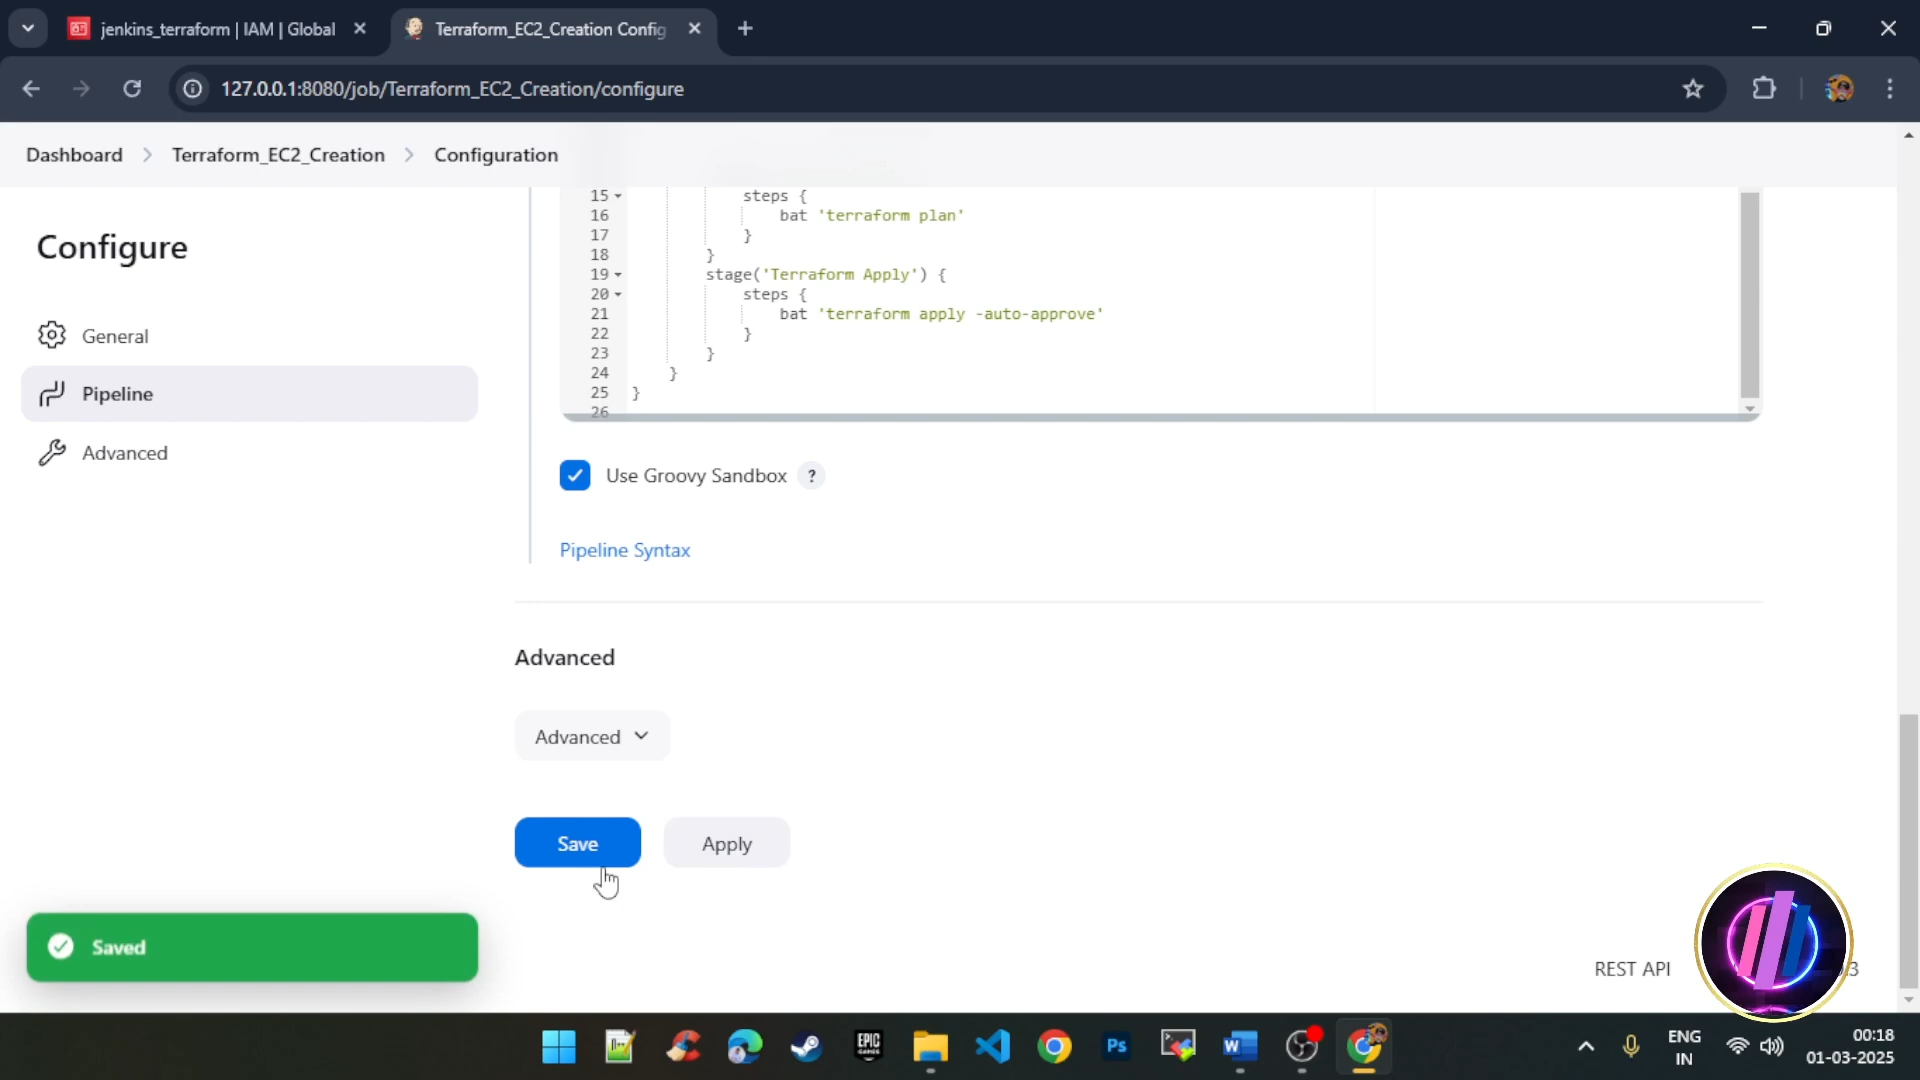 jenkins_terraform | IAM | Global
Terraform_EC2_Creation Config
127.0.0.1:8080/job/Terraform_EC2_Creation/configure
Dashboard > Terraform_EC2_Creation > Configuration
Configure
General
Pipeline
Advanced
15 steps {
16 bat 'terraform plan'
17 }
18 }
19 stage('Terraform Apply') {
20 steps {
21 bat 'terraform apply -auto-approve'
22 }
23 }
24 }
25 }
26
Use Groovy Sandbox ?
Pipeline Syntax
Advanced
Advanced
Save
Apply
Saved
REST API
EPIC GAMES
Ps
ENG
IN
00:18
01-03-2025